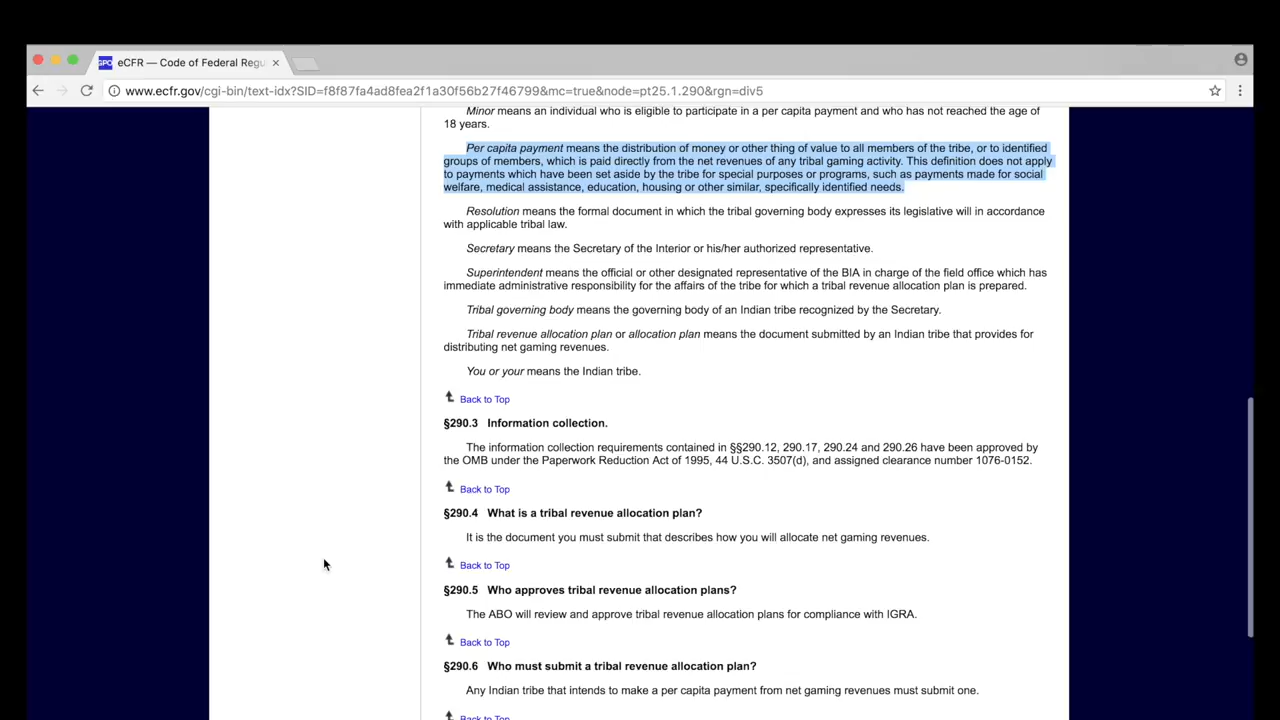 GPO eCFR — Code of Federal Regu
www.ecfr.gov/cgi-bin/text-idx?SID=f8f87fa4ad8fea2f1a30f56b27f46799&mc=true&node=pt25.1.290&rgn=div5
Minor means an individual who is eligible to participate in a per capita payment and who has not reached the age of
18 years.
Per capita payment means the distribution of money or other thing of value to all members of the tribe, or to identified
groups of members, which is paid directly from the net revenues of any tribal gaming activity. This definition does not apply
to payments which have been set aside by the tribe for special purposes or programs, such as payments made for social
welfare, medical assistance, education, housing or other similar, specifically identified needs.
Resolution means the formal document in which the tribal governing body expresses its legislative will in accordance
with applicable tribal law.
Secretary means the Secretary of the Interior or his/her authorized representative.
Superintendent means the official or other designated representative of the BIA in charge of the field office which has
immediate administrative responsibility for the affairs of the tribe for which a tribal revenue allocation plan is prepared.
Tribal governing body means the governing body of an Indian tribe recognized by the Secretary.
Tribal revenue allocation plan or allocation plan means the document submitted by an Indian tribe that provides for
distributing net gaming revenues.
You or your means the Indian tribe.
Back to Top
§290.3 Information collection.
The information collection requirements contained in §§290.12, 290.17, 290.24 and 290.26 have been approved by
the OMB under the Paperwork Reduction Act of 1995, 44 U.S.C. 3507(d), and assigned clearance number 1076-0152.
Back to Top
§290.4 What is a tribal revenue allocation plan?
It is the document you must submit that describes how you will allocate net gaming revenues.
Back to Top
§290.5 Who approves tribal revenue allocation plans?
The ABO will review and approve tribal revenue allocation plans for compliance with IGRA.
Back to Top
§290.6 Who must submit a tribal revenue allocation plan?
Any Indian tribe that intends to make a per capita payment from net gaming revenues must submit one.
Back to Top